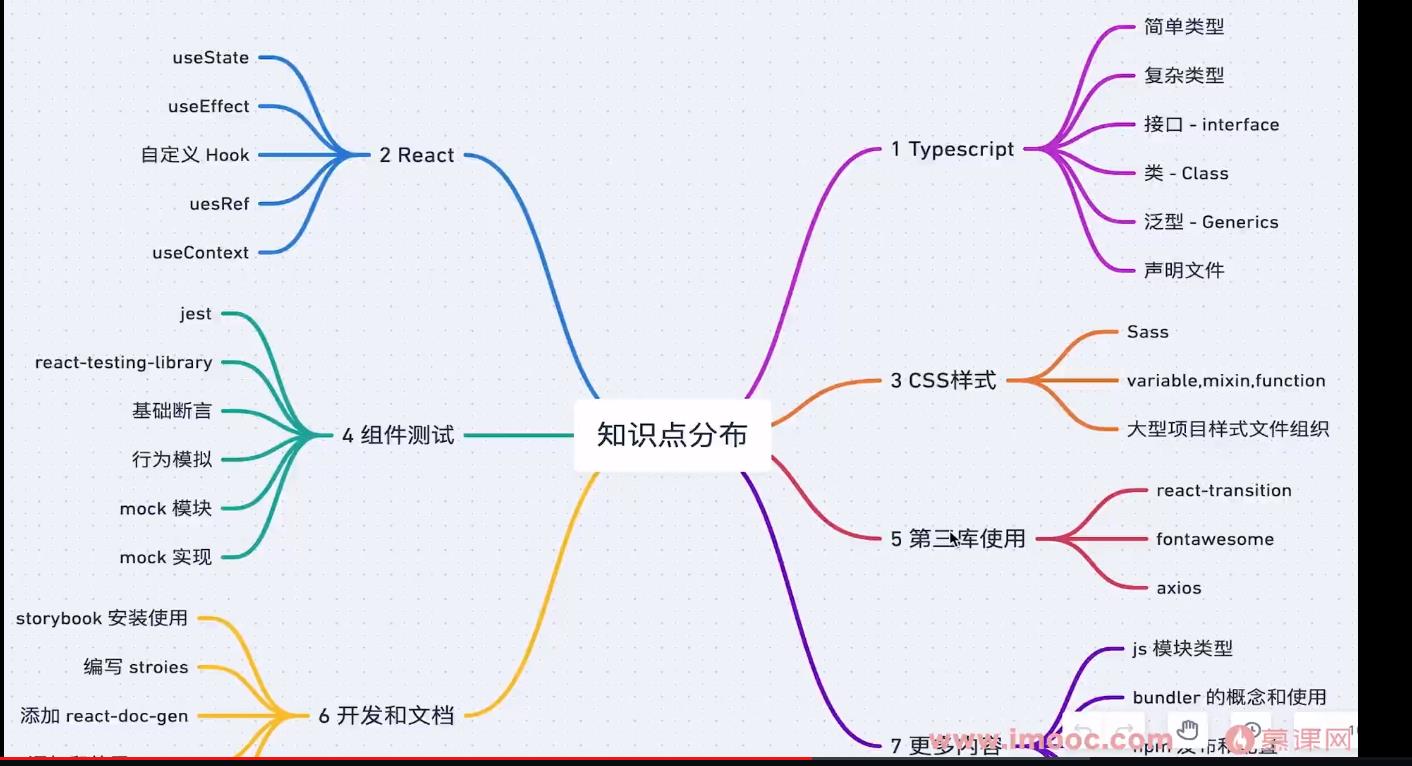 知识点分布
1 Typescript
简单类型
复杂类型
接口 - interface
类 - Class
泛型 - Generics
声明文件
2 React
useState
useEffect
自定义 Hook
uesRef
useContext
3 CSS样式
Sass
variable,mixin,function
大型项目样式文件组织
4 组件测试
jest
react-testing-library
基础断言
行为模拟
mock 模块
mock 实现
5 第三库使用
react-transition
fontawesome
axios
6 开发和文档
storybook 安装使用
编写 stroies
添加 react-doc-gen
7 更多内容
js 模块类型
bundler 的概念和使用
npm 发布和配置
www.imooc.com
慕课网